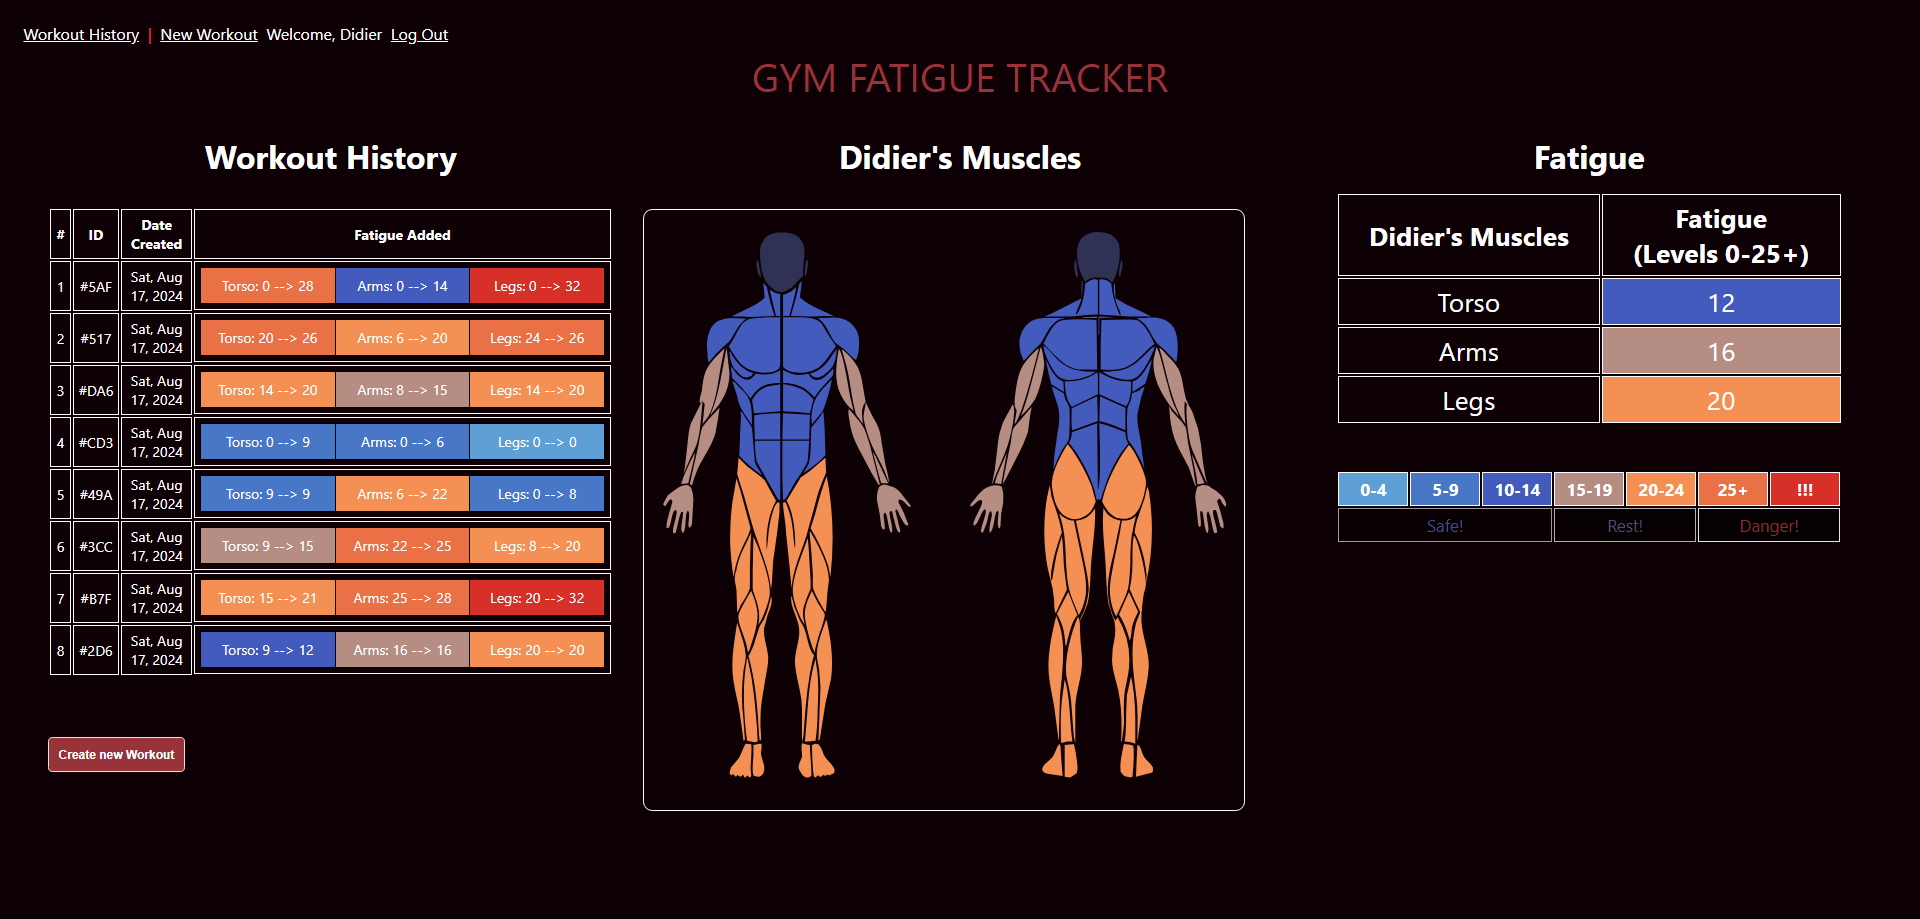 Workout History | New Workout Welcome, Didier Log Out
GYM FATIGUE TRACKER
Workout History
# ID Date Created Fatigue Added
1 #5AF Sat, Aug 17, 2024 Torso: 0 --> 28 Arms: 0 --> 14 Legs: 0 --> 32
2 #517 Sat, Aug 17, 2024 Torso: 20 --> 26 Arms: 6 --> 20 Legs: 24 --> 26
3 #DA6 Sat, Aug 17, 2024 Torso: 14 --> 20 Arms: 8 --> 15 Legs: 14 --> 20
4 #CD3 Sat, Aug 17, 2024 Torso: 0 --> 9 Arms: 0 --> 6 Legs: 0 --> 0
5 #49A Sat, Aug 17, 2024 Torso: 9 --> 9 Arms: 6 --> 22 Legs: 0 --> 8
6 #3CC Sat, Aug 17, 2024 Torso: 9 --> 15 Arms: 22 --> 25 Legs: 8 --> 20
7 #B7F Sat, Aug 17, 2024 Torso: 15 --> 21 Arms: 25 --> 28 Legs: 20 --> 32
8 #2D6 Sat, Aug 17, 2024 Torso: 9 --> 12 Arms: 16 --> 16 Legs: 20 --> 20
Create new Workout
Didier's Muscles
Fatigue
Didier's Muscles Fatigue
(Levels 0-25+)
Torso 12
Arms 16
Legs 20
0-4 5-9 10-14 15-19 20-24 25+ !!!
Safe! Rest! Danger!